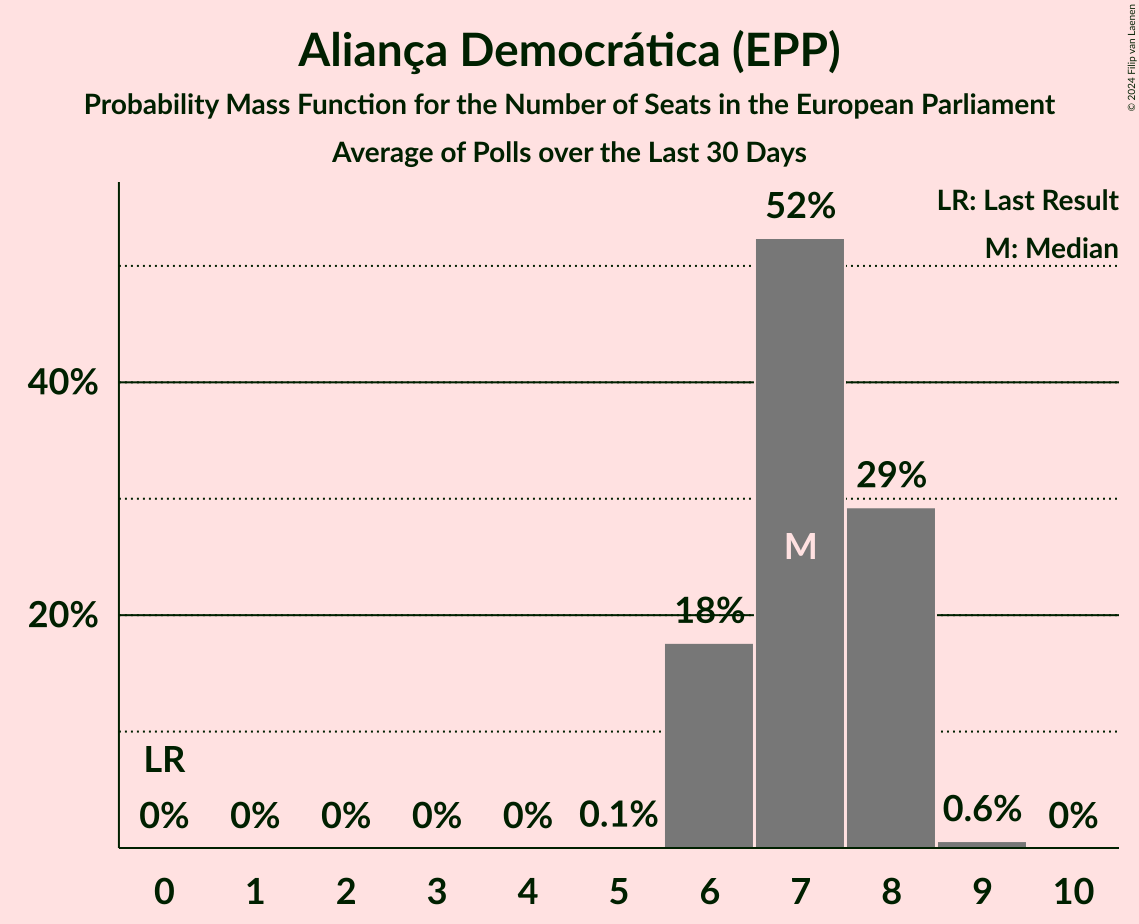 Aliança Democrática (EPP)
Probability Mass Function for the Number of Seats in the European Parliament
Average of Polls over the Last 30 Days
© 2024 Filip van Laenen
LR: Last Result
M: Median
52%
40%
29%
M
20%
18%
LR
0% 0% 0% 0% 0% 0.1% 0.6% 0%
0 1 2 3 4 5 6 7 8 9 10